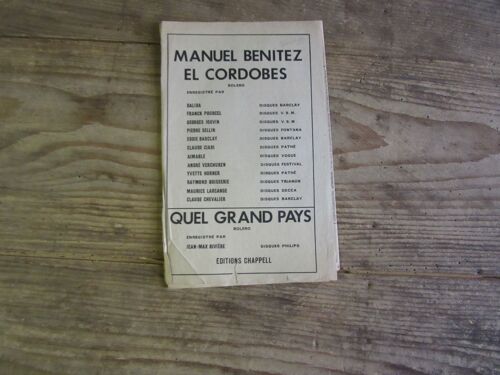 MANUEL BENITEZ
EL CORDOBES
BOLERO
ENREGISTRÉ PAR
DALIDA DISQUES BARCLAY
FRANCK POURCEL DISQUES V.S.M.
GEORGES JOUVIN DISQUES V.S.M
PIERRE SELLIN DISQUES FONTANA
EDDIE BARCLAY DISQUES BARCLAY
CLAUDE CIARI DISQUES PATHÉ
AIMABLE DISQUES VOGUE
ANDRÉ VERCHUREN DISQUES FESTIVAL
YVETTE HORNER DISQUES PATHÉ
RAYMOND BOISSERIE DISQUES TRIANON
MAURICE LARCANGE DISQUES DECCA
CLAUDE CHEVALIER DISQUES BARCLAY
QUEL GRAND PAYS
BOLERO
ENREGISTRÉ PAR
JEAN-MAX RIVIÈRE DISQUES PHILIPS
EDITIONS CHAPPELL